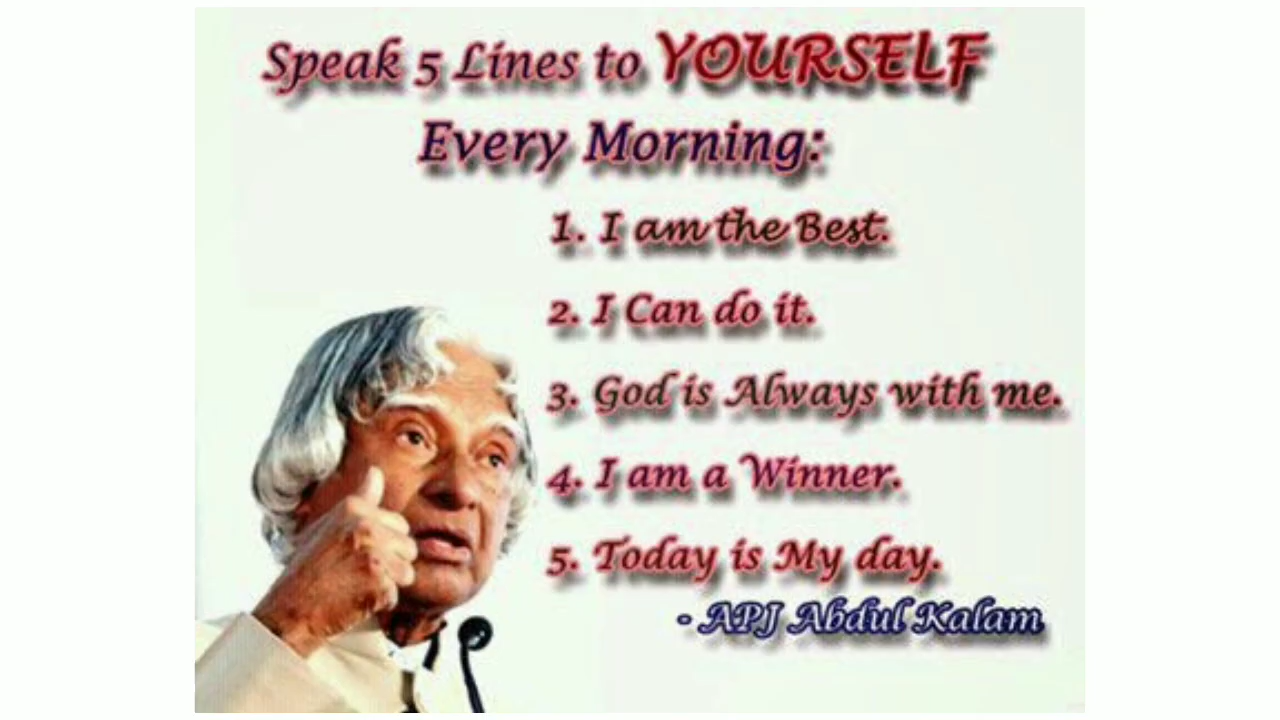 Speak 5 Lines to YOURSELF
Every Morning:
1. I am the Best.
2. I Can do it.
3. God is Always with me.
4. I am a Winner.
5. Today is My day.
- APJ Abdul Kalam